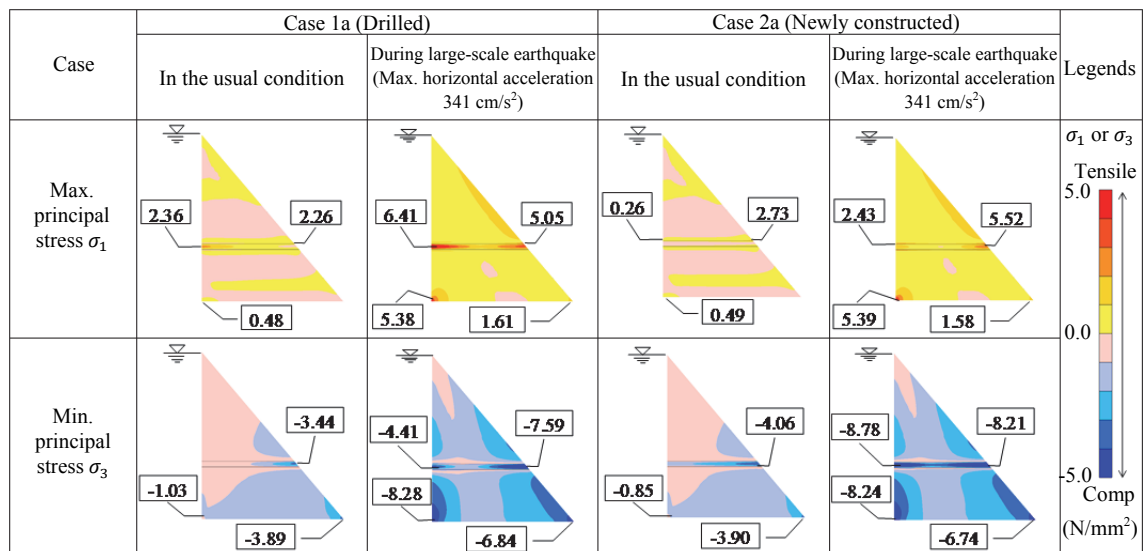 Case
Case 1a (Drilled)
Case 2a (Newly constructed)
Legends
In the usual condition
During large-scale earthquake
(Max. horizontal acceleration
341 cm/s²)
In the usual condition
During large-scale earthquake
(Max. horizontal acceleration
341 cm/s²)
Max.
principal
stress σ₁
2.36
2.26
0.48
6.41
5.05
5.38
1.61
0.26
2.73
0.49
2.43
5.52
5.39
1.58
Min.
principal
stress σ₃
-3.44
-1.03
-3.89
-4.41
-7.59
-8.28
-6.84
-4.06
-0.85
-3.90
-8.78
-8.21
-8.24
-6.74
σ₁ or σ₃
Tensile
5.0
0.0
-5.0
Comp
(N/mm²)